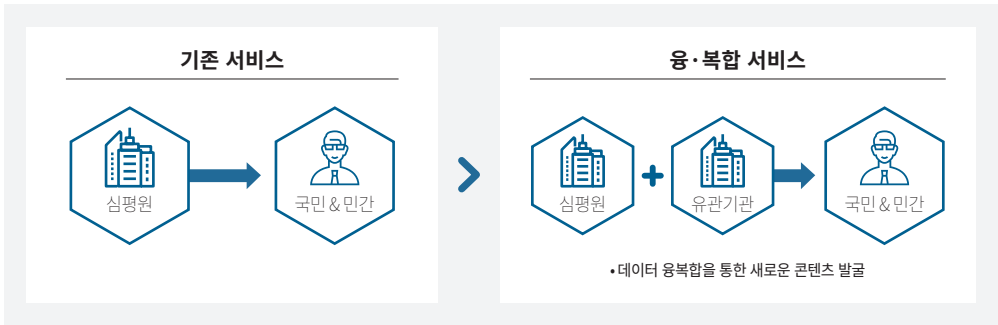 기존 서비스
심평원
국민 & 민간
융·복합 서비스
심평원
유관기관
국민 & 민간
• 데이터 융복합을 통한 새로운 콘텐츠 발굴